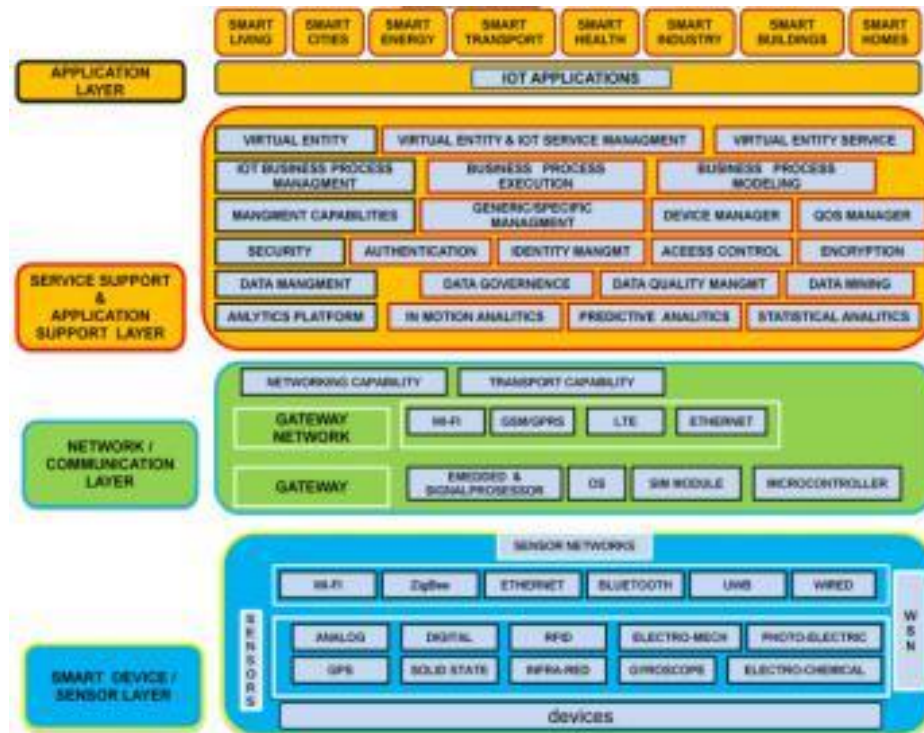 SMART LIVING
SMART CITIES
SMART ENERGY
SMART TRANSPORT
SMART HEALTH
SMART INDUSTRY
SMART BUILDINGS
SMART HOMES
APPLICATION LAYER
IOT APPLICATIONS
SERVICE SUPPORT & APPLICATION SUPPORT LAYER
VIRTUAL ENTITY
VIRTUAL ENTITY & IOT SERVICE MANAGMENT
VIRTUAL ENTITY SERVICE
IOT BUSINESS PROCESS MANAGMENT
BUSINESS PROCESS EXECUTION
BUSINESS PROCESS MODELING
MANGMENT CAPABILITIES
GENERIC/SPECIFIC MANAGMENT
DEVICE MANAGER
QOS MANAGER
SECURITY
AUTHENTICATION
IDENTITY MANGMT
ACEESS CONTROL
ENCRYPTION
DATA MANGMENT
DATA GOVERNENCE
DATA QUALITY MANGMT
DATA MINING
ANLYTICS PLATFORM
IN MOTION ANALITICS
PREDICTIVE ANALITICS
STATISTICAL ANALITICS
NETWORK / COMMUNICATION LAYER
NETWORKING CAPABILITY
TRANSPORT CAPABILITY
GATEWAY NETWORK
WI-FI
GSM/GPRS
LTE
ETHERNET
GATEWAY
EMEDDED & SIGNALPROSESSOR
OS
SIM MODULE
MICROCONTROLLER
SMART DEVICE / SENSOR LAYER
SENSOR NETWORKS
WI-FI
ZigBee
ETHERNET
BLUETOOTH
UWB
WIRED
SENSORS
WSN
ANALOG
DIGITAL
RFID
ELECTRO-MECH
PHOTO-ELECTRIC
GPS
SOLID STATE
INFRA-RED
GYROSCOPE
ELECTRO-CHEMICAL
devices